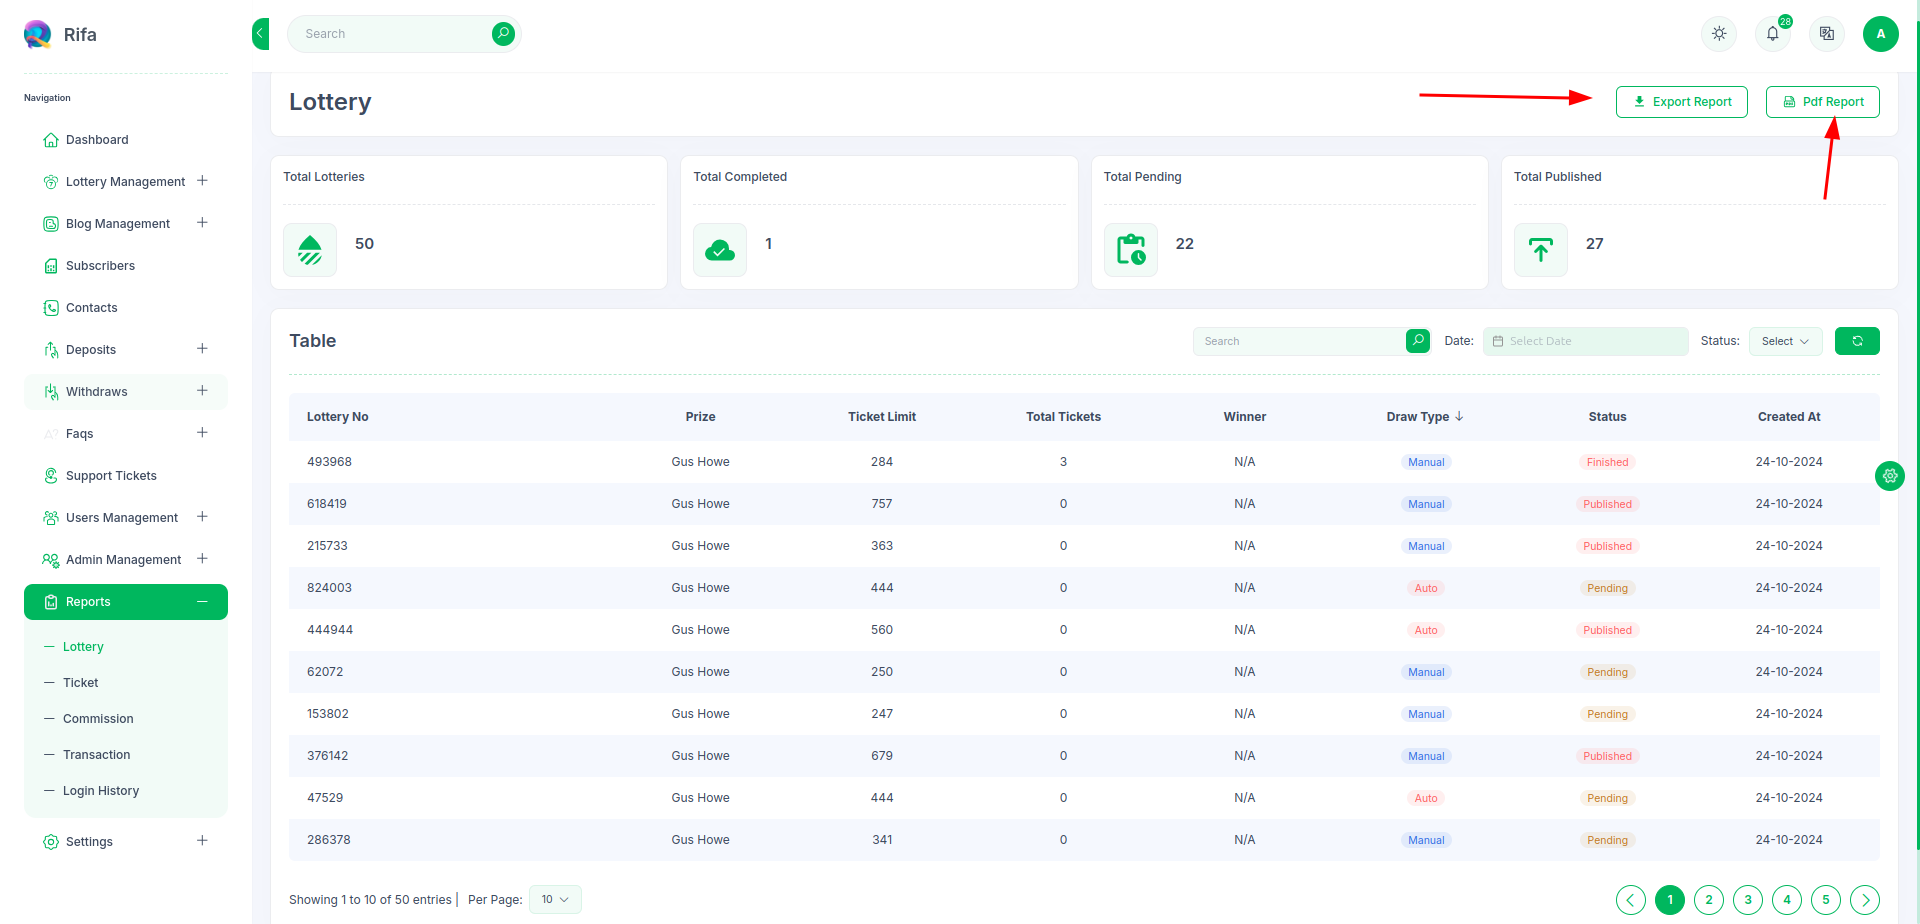 Rifa
Search
28
A
Navigation
Dashboard
Lottery Management
Blog Management
Subscribers
Contacts
Deposits
Withdraws
Faqs
Support Tickets
Users Management
Admin Management
Reports
Lottery
Ticket
Commission
Transaction
Login History
Settings
Lottery
Export Report
Pdf Report
Total Lotteries
50
Total Completed
1
Total Pending
22
Total Published
27
Table
Search
Date:
Select Date
Status:
Select
Lottery No Prize Ticket Limit Total Tickets Winner Draw Type Status Created At
493968 Gus Howe 284 3 N/A Manual Finished 24-10-2024
618419 Gus Howe 757 0 N/A Manual Published 24-10-2024
215733 Gus Howe 363 0 N/A Manual Published 24-10-2024
824003 Gus Howe 444 0 N/A Auto Pending 24-10-2024
444944 Gus Howe 560 0 N/A Auto Published 24-10-2024
62072 Gus Howe 250 0 N/A Manual Pending 24-10-2024
153802 Gus Howe 247 0 N/A Manual Pending 24-10-2024
376142 Gus Howe 679 0 N/A Manual Published 24-10-2024
47529 Gus Howe 444 0 N/A Auto Pending 24-10-2024
286378 Gus Howe 341 0 N/A Manual Pending 24-10-2024
Showing 1 to 10 of 50 entries | Per Page: 10
1 2 3 4 5